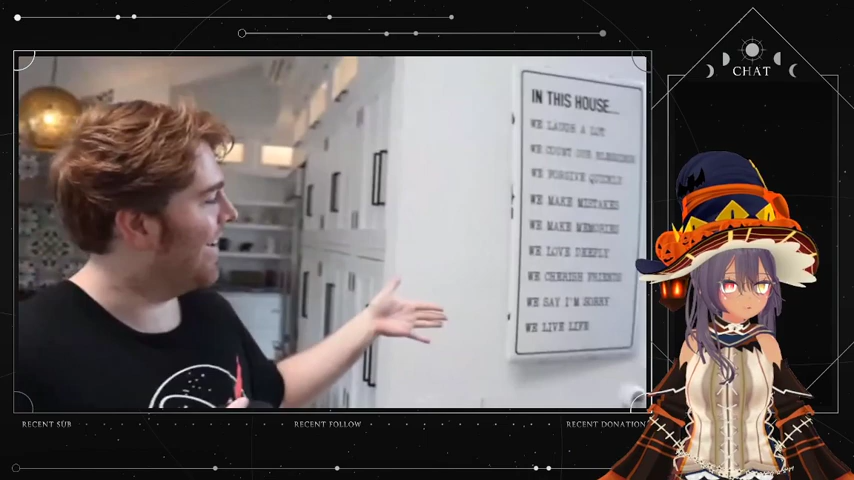 CHAT
IN THIS HOUSE...
WE LAUGH A LOT
WE COUNT OUR BLESSINGS
WE FORGIVE QUICKLY
WE MAKE MISTAKES
WE MAKE MEMORIES
WE LOVE DEEPLY
WE CHERISH FRIENDS
WE SAY I'M SORRY
WE LIVE LIFE
RECENT SUB
RECENT FOLLOW
RECENT DONATION